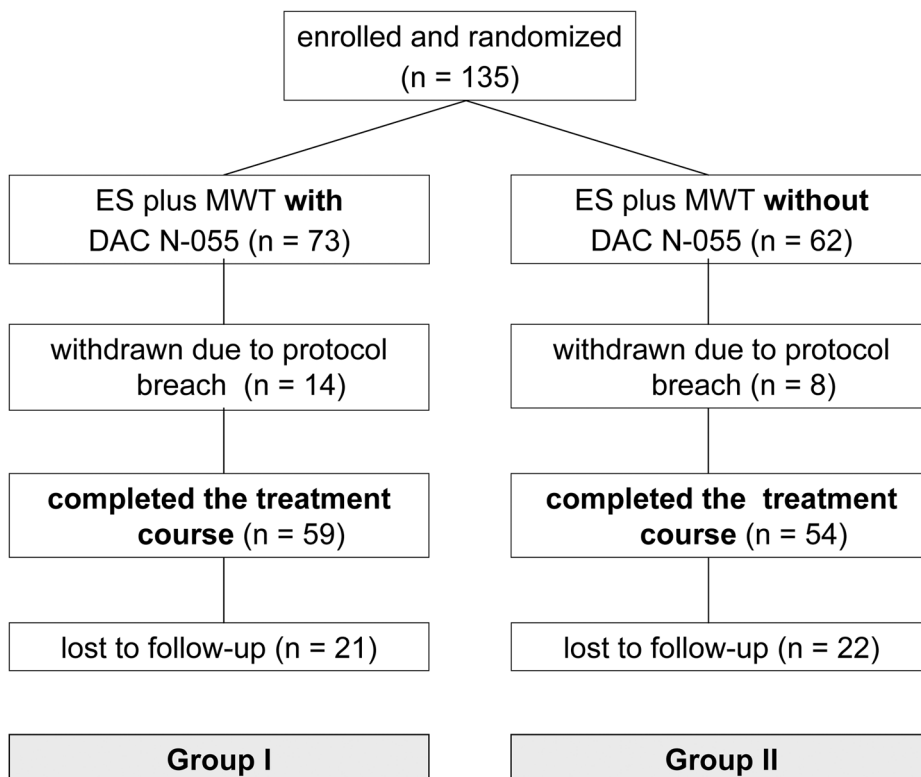 enrolled and randomized
(n = 135)
ES plus MWT with
DAC N-055 (n = 73)
ES plus MWT without
DAC N-055 (n = 62)
withdrawn due to protocol
breach (n = 14)
withdrawn due to protocol
breach (n = 8)
completed the treatment
course (n = 59)
completed the treatment
course (n = 54)
lost to follow-up (n = 21)
lost to follow-up (n = 22)
Group I
Group II